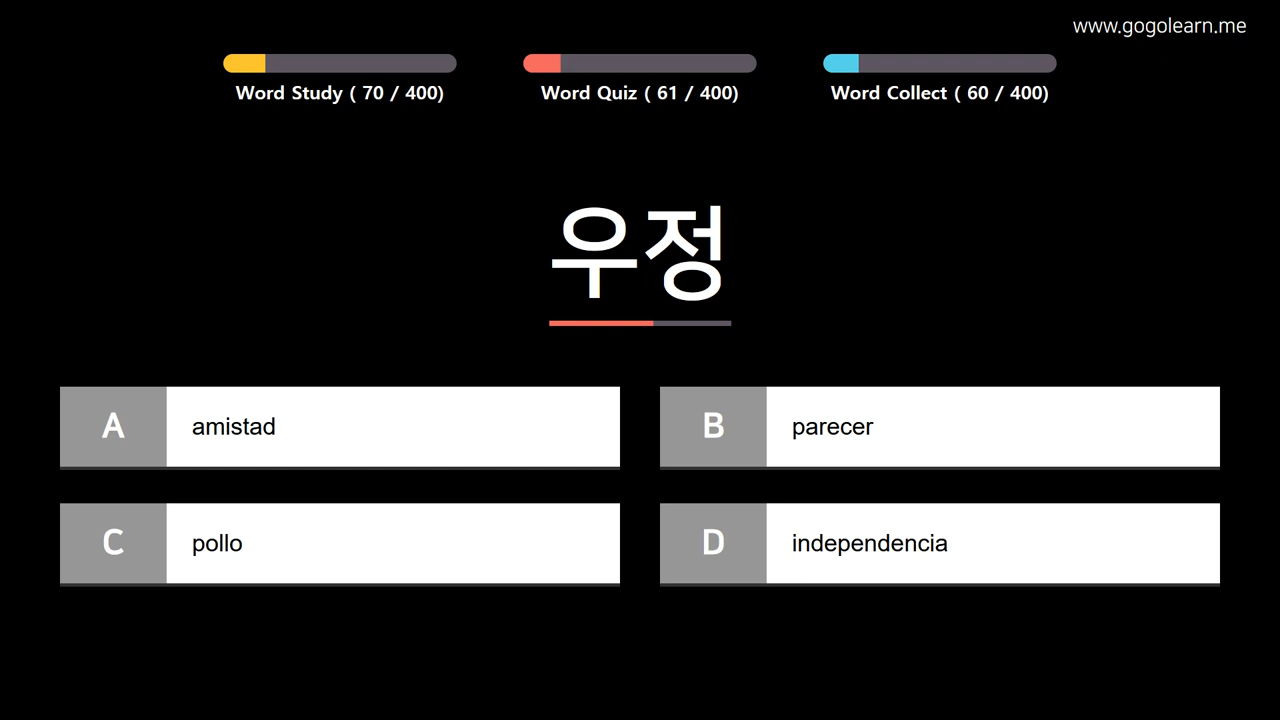 www.gogolearn.me
Word Study ( 70 / 400)
Word Quiz ( 61 / 400)
Word Collect ( 60 / 400)
우정
A amistad
B parecer
C pollo
D independencia